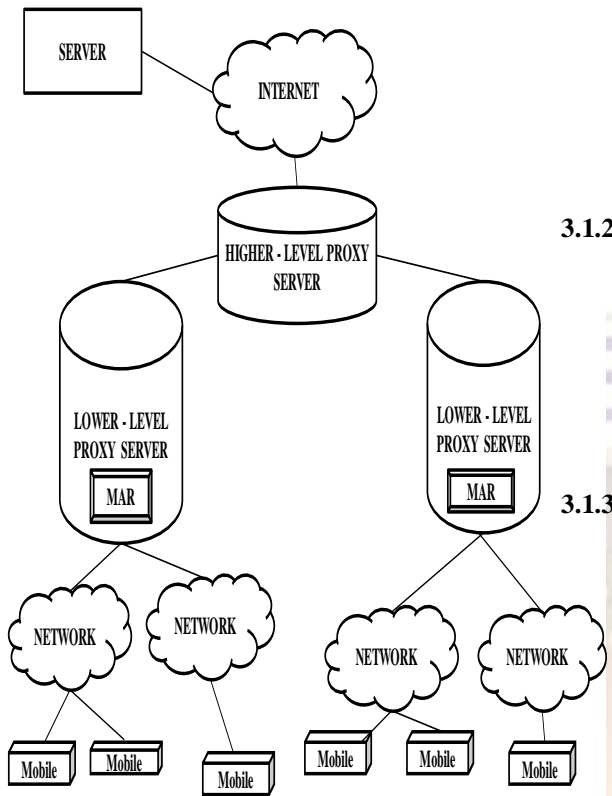 SERVER
INTERNET
HIGHER - LEVEL PROXY
SERVER
3.1.2
LOWER - LEVEL
PROXY SERVER
MAR
LOWER - LEVEL
PROXY SERVER
MAR
3.1.3
NETWORK
NETWORK
NETWORK
NETWORK
Mobile
Mobile
Mobile
Mobile
Mobile
Mobile